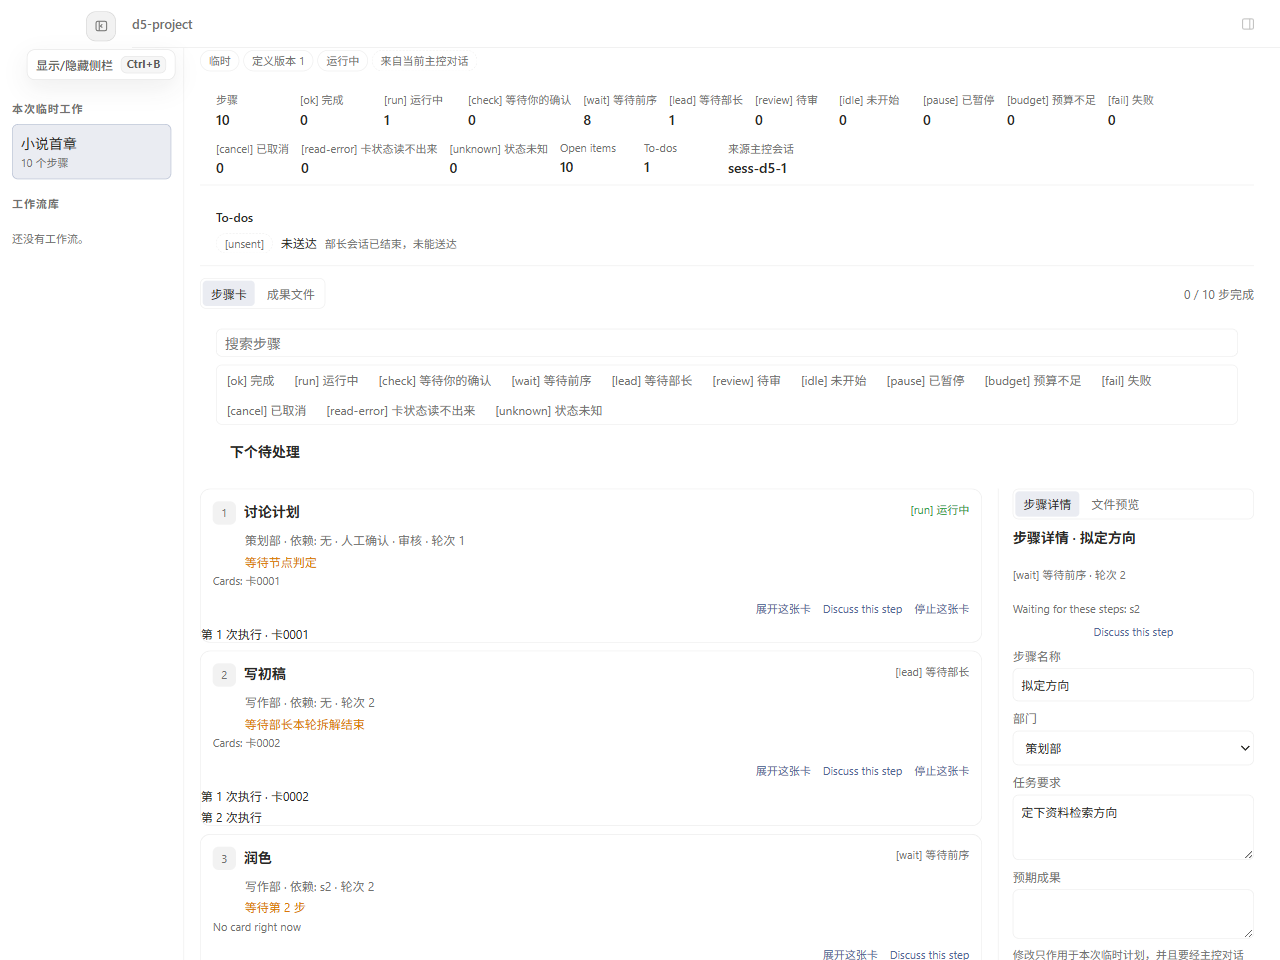 d5-project
显示/隐藏侧栏 Ctrl+B
本次临时工作
小说首章
10 个步骤
工作流库
还没有工作流。
临时 定义版本 1 运行中 来自当前主控对话
步骤 [ok] 完成 [run] 运行中 [check] 等待你的确认 [wait] 等待前序 [lead] 等待部长 [review] 待审 [idle] 未开始 [pause] 已暂停 [budget] 预算不足 [fail] 失败
10 0 1 0 8 1 0 0 0 0 0
[cancel] 已取消 [read-error] 卡状态读不出来 [unknown] 状态未知 Open items To-dos 来源主控会话
0 0 0 10 1 sess-d5-1
To-dos
[unsent] 未送达 部长会话已结束，未能送达
步骤卡 成果文件 0 / 10 步完成
搜索步骤
[ok] 完成 [run] 运行中 [check] 等待你的确认 [wait] 等待前序 [lead] 等待部长 [review] 待审 [idle] 未开始 [pause] 已暂停 [budget] 预算不足 [fail] 失败
[cancel] 已取消 [read-error] 卡状态读不出来 [unknown] 状态未知
下个待处理
1 讨论计划 [run] 运行中
策划部 · 依赖: 无 · 人工确认 · 审核 · 轮次 1
等待节点判定
Cards: 卡0001
展开这张卡 Discuss this step 停止这张卡
第 1 次执行 · 卡0001
2 写初稿 [lead] 等待部长
写作部 · 依赖: 无 · 轮次 2
等待部长本轮拆解结束
Cards: 卡0002
展开这张卡 Discuss this step 停止这张卡
第 1 次执行 · 卡0002
第 2 次执行
3 润色 [wait] 等待前序
写作部 · 依赖: s2 · 轮次 2
等待第 2 步
No card right now
展开这张卡 Discuss this step
步骤详情 文件预览
步骤详情 · 拟定方向
[wait] 等待前序 · 轮次 2
Waiting for these steps: s2
Discuss this step
步骤名称
拟定方向
部门
策划部
任务要求
定下资料检索方向
预期成果
修改只作用于本次临时计划，并且要经主控对话